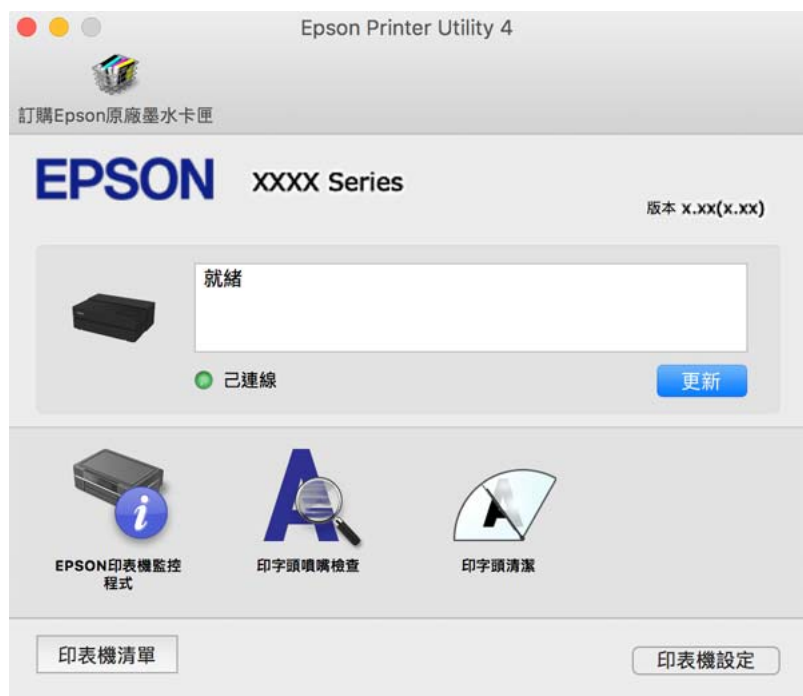 Epson Printer Utility 4
訂購Epson原廠墨水卡匣
EPSON XXXX Series
版本 x.xx(x.xx)
就緒
己連線
更新
EPSON印表機監控
程式
印字頭噴嘴檢查
印字頭清潔
印表機清單
印表機設定